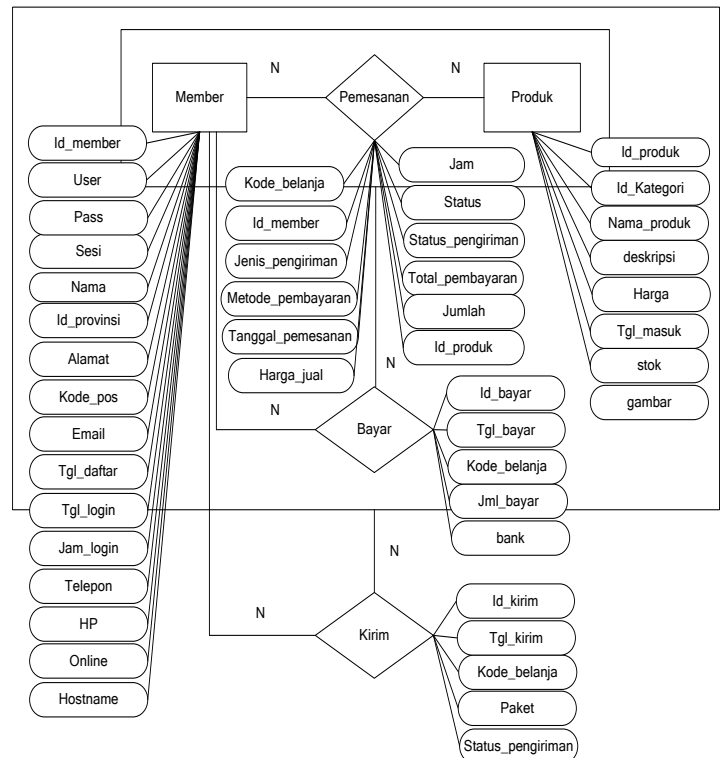 Member
N
Pemesanan
N
Produk
Id_member
User
Pass
Sesi
Nama
Id_provinsi
Alamat
Kode_pos
Email
Tgl_daftar
Tgl_login
Jam_login
Telepon
HP
Online
Hostname
Kode_belanja
Id_member
Jenis_pengiriman
Metode_pembayaran
Tanggal_pemesanan
Harga_jual
Jam
Status
Status_pengiriman
Total_pembayaran
Jumlah
Id_produk
Id_produk
Id_Kategori
Nama_produk
deskripsi
Harga
Tgl_masuk
stok
gambar
N
N
Bayar
Id_bayar
Tgl_bayar
Kode_belanja
Jml_bayar
bank
N
N
Kirim
Id_kirim
Tgl_kirim
Kode_belanja
Paket
Status_pengiriman